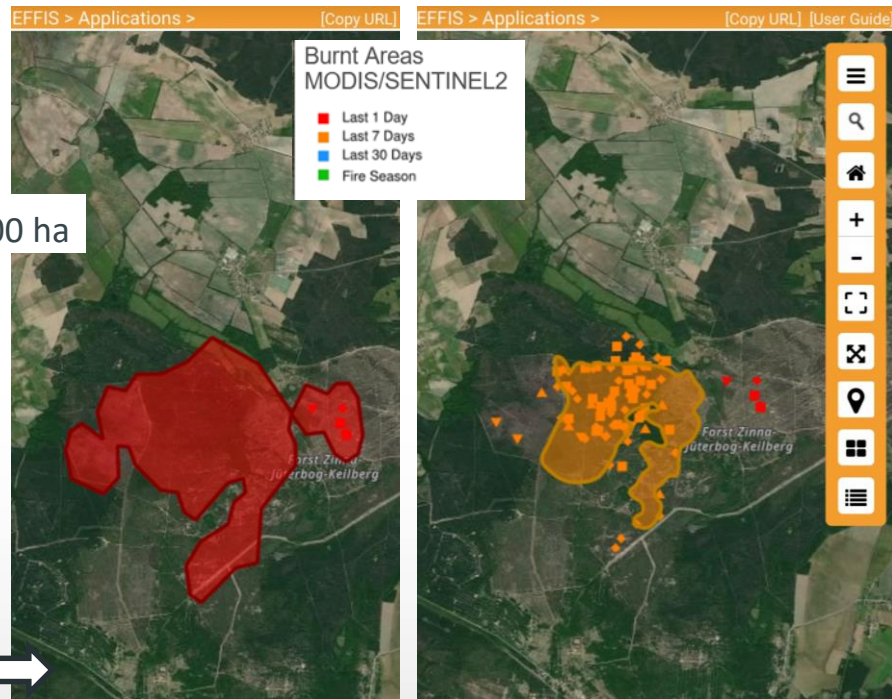 EFFIS > Applications > [Copy URL]
EFFIS > Applications > [Copy URL] [User Guide]
Burnt Areas
MODIS/SENTINEL2
Last 1 Day
Last 7 Days
Last 30 Days
Fire Season
00 ha
Forst Zinna-
Jüterbog-Keilberg
Forst Zinna-
Jüterbog-Keilberg